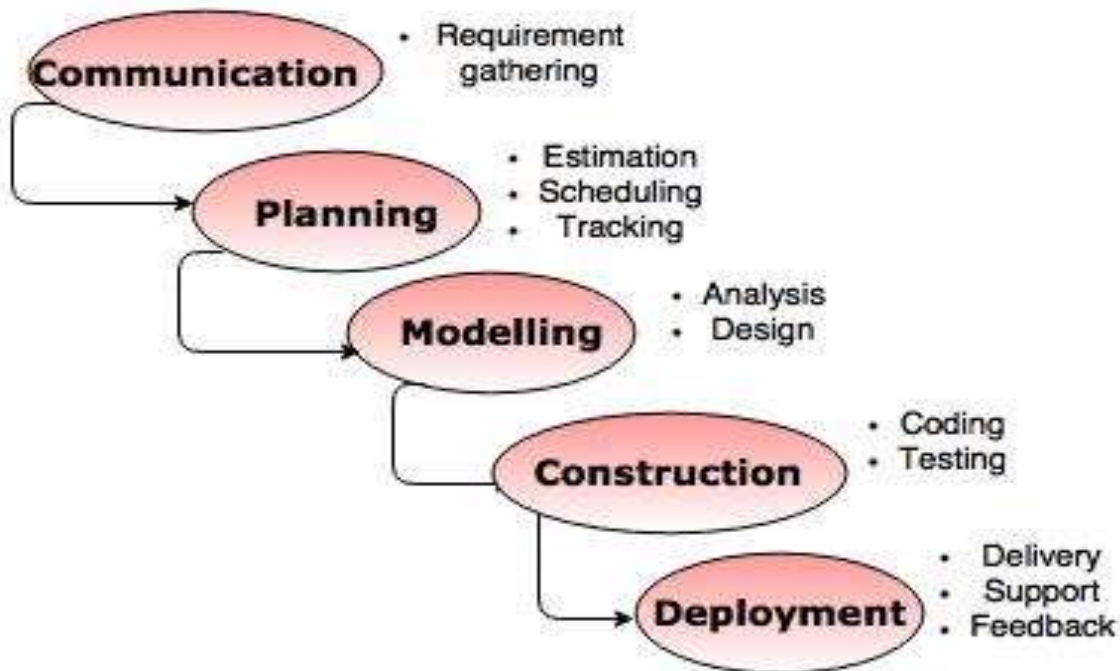 Communication
• Requirement
gathering
Planning
• Estimation
• Scheduling
• Tracking
Modelling
• Analysis
• Design
Construction
• Coding
• Testing
Deployment
• Delivery
• Support
• Feedback